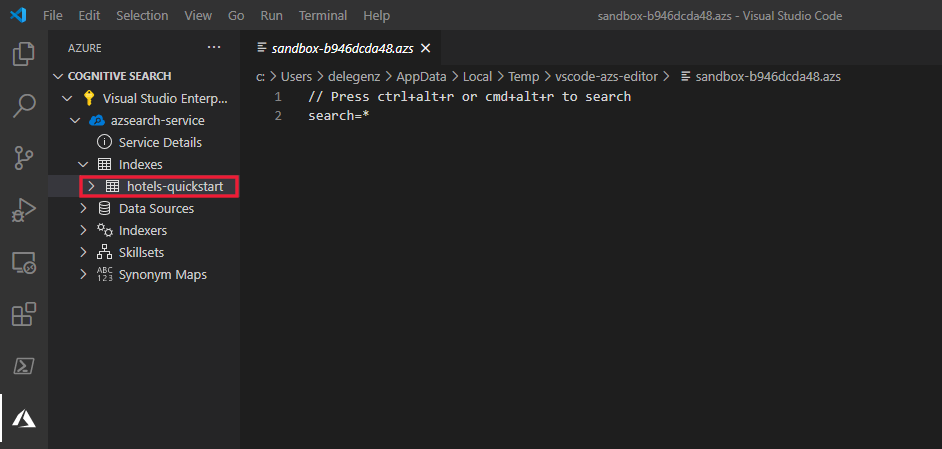 File Edit View Go Run Terminal Help sandbox-b946dcda48.azs - Visual Studio Code
AZURE ...
COGNITIVE SEARCH
Visual Studio Enterp...
azsearch-service
Service Details
Indexes
hotels-quickstart
Data Sources
Indexers
Skillsets
ABC 123 Synonym Maps
sandbox-b946dcda48.azs
c: > Users > delegenz > AppData > Local > Temp > vscode-azs-editor > sandbox-b946dcda48.azs
1 // Press ctrl+alt+r or cmd+alt+r to search
2 search=*